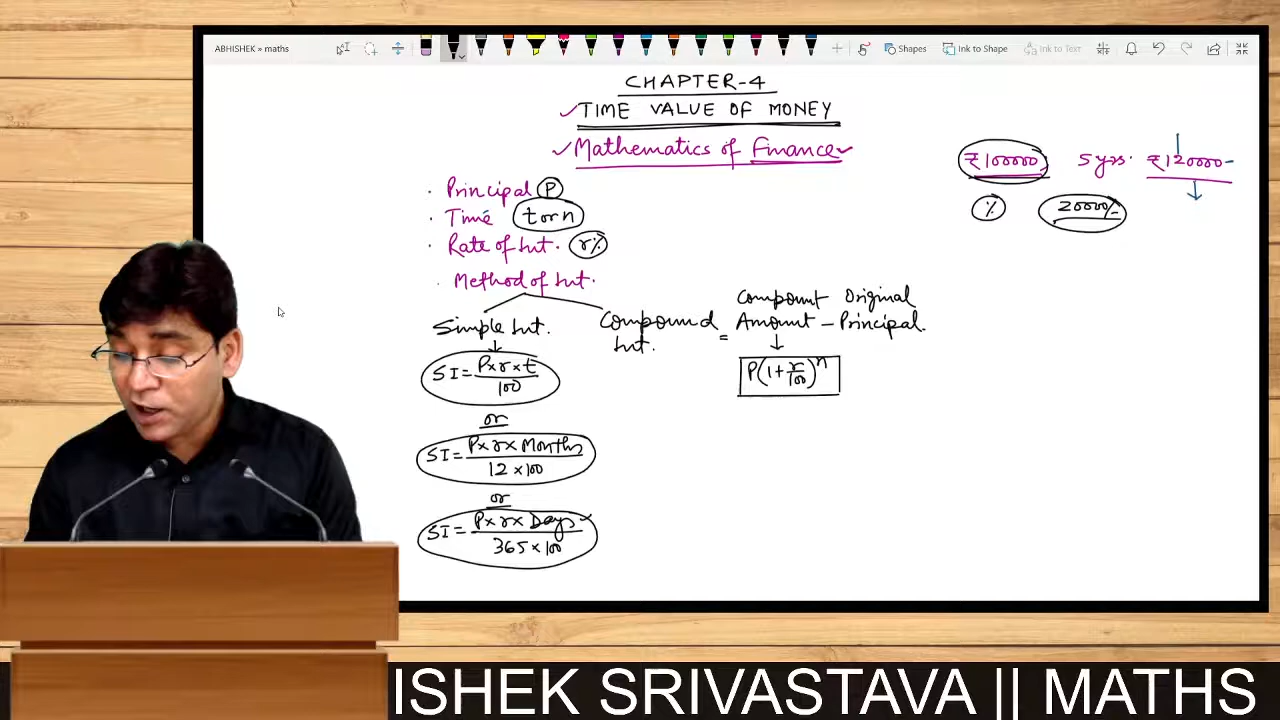 ABHISHEK » maths
Shapes
Ink to Shape
Ink to Text
CHAPTER-4
TIME VALUE OF MONEY
Mathematics of Finance
₹100000 5 yrs. ₹120000
% 20000/-
· Principal (P)
· Time t or n
· Rate of Int. r%
· Method of Int.
Simple Int.
SI = P×r×t / 100
or
SI = P×r×Months / 12×100
or
SI = P×r×Days / 365×100
Compound Int. = Compount Amount – Original Principal.
P(1+r/100)^n
ISHEK SRIVASTAVA || MATHS